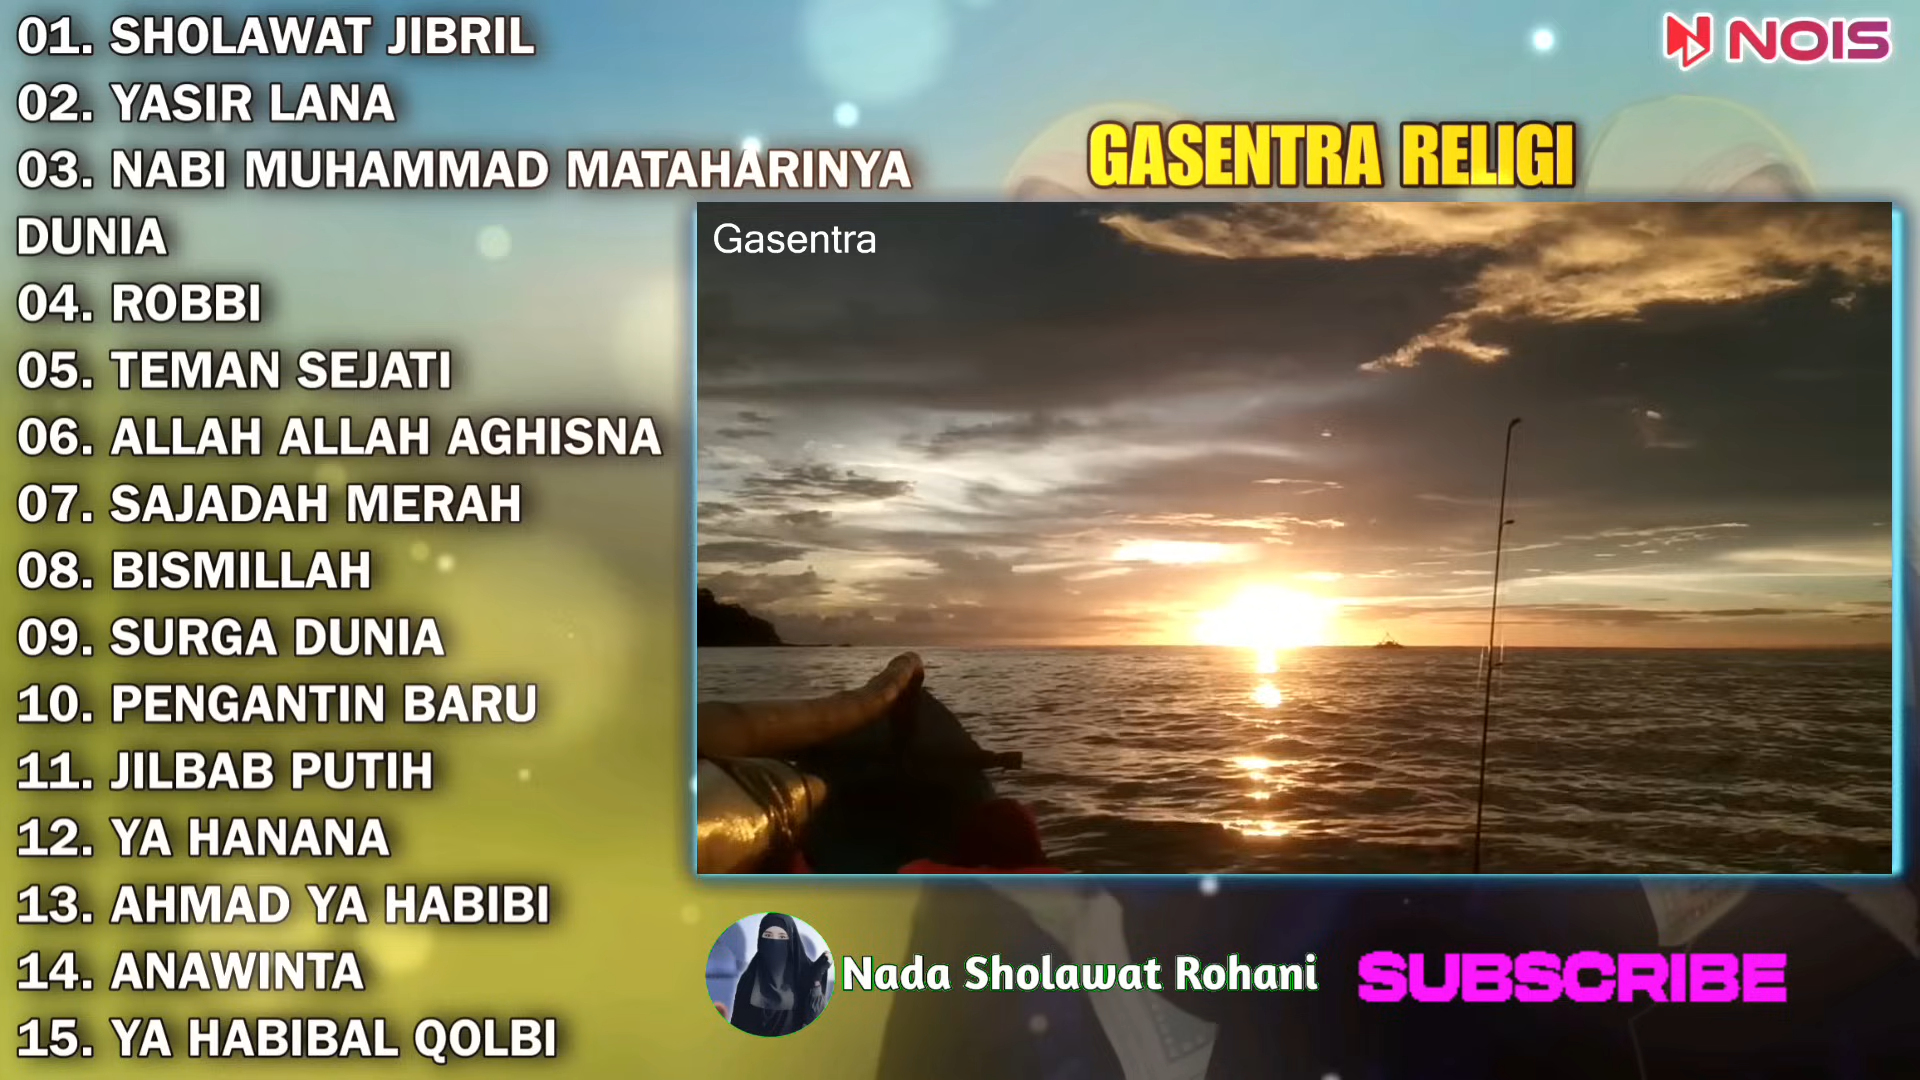 01. SHOLAWAT JIBRIL
02. YASIR LANA
03. NABI MUHAMMAD MATAHARINYA
DUNIA
04. ROBBI
05. TEMAN SEJATI
06. ALLAH ALLAH AGHISNA
07. SAJADAH MERAH
08. BISMILLAH
09. SURGA DUNIA
10. PENGANTIN BARU
11. JILBAB PUTIH
12. YA HANANA
13. AHMAD YA HABIBI
14. ANAWINTA
15. YA HABIBAL QOLBI
NOIS
GASENTRA RELIGI
Gasentra
Nada Sholawat Rohani
SUBSCRIBE